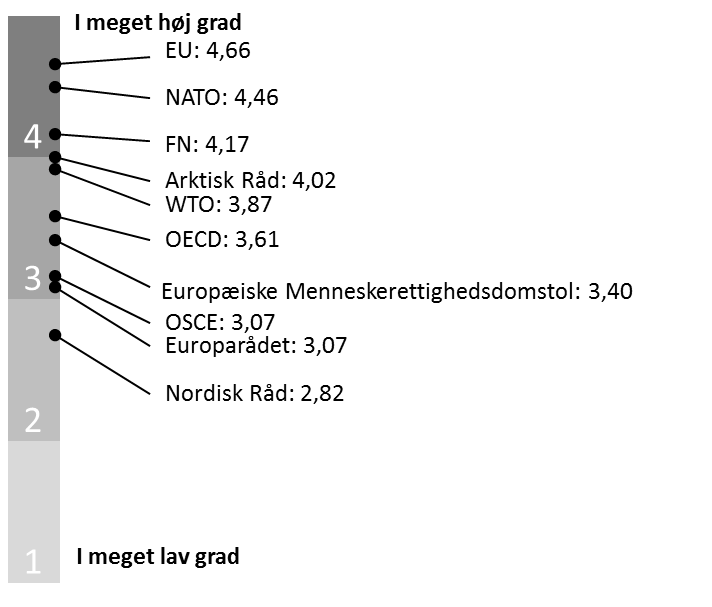 I meget høj grad
EU: 4,66
NATO: 4,46
4
FN: 4,17
Arktisk Råd: 4,02
WTO: 3,87
OECD: 3,61
3
Europæiske Menneskerettighedsdomstol: 3,40
OSCE: 3,07
Europarådet: 3,07
Nordisk Råd: 2,82
2
1
I meget lav grad